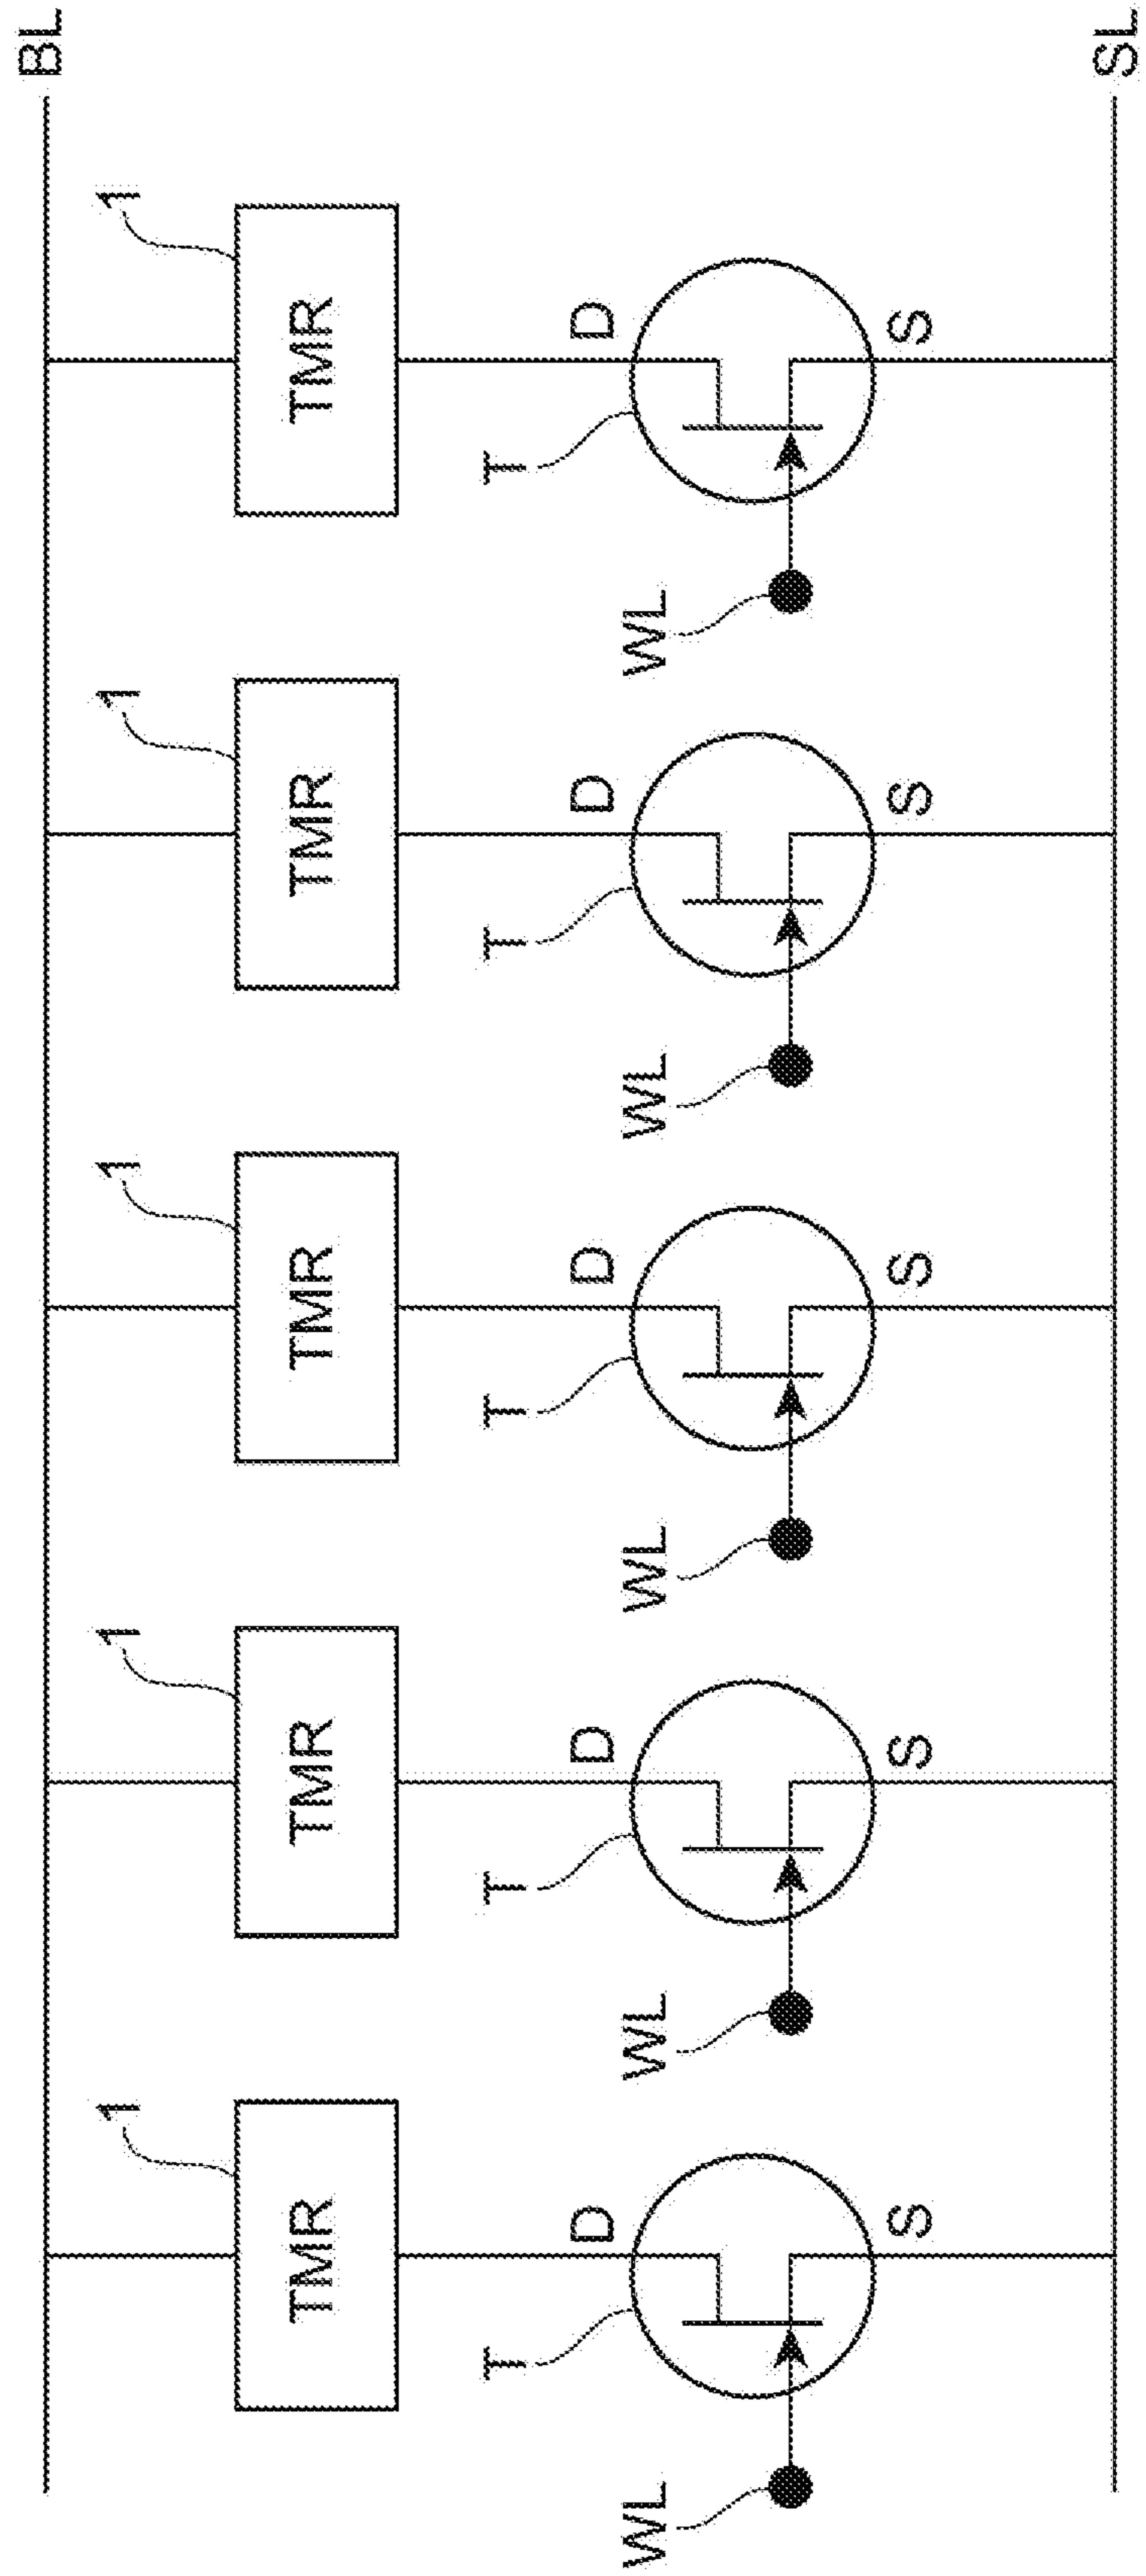 BL
1 1 1 1 1
TMR TMR TMR TMR TMR
T T T T T
D D D D D
WL WL WL WL WL
S S S S S
SL